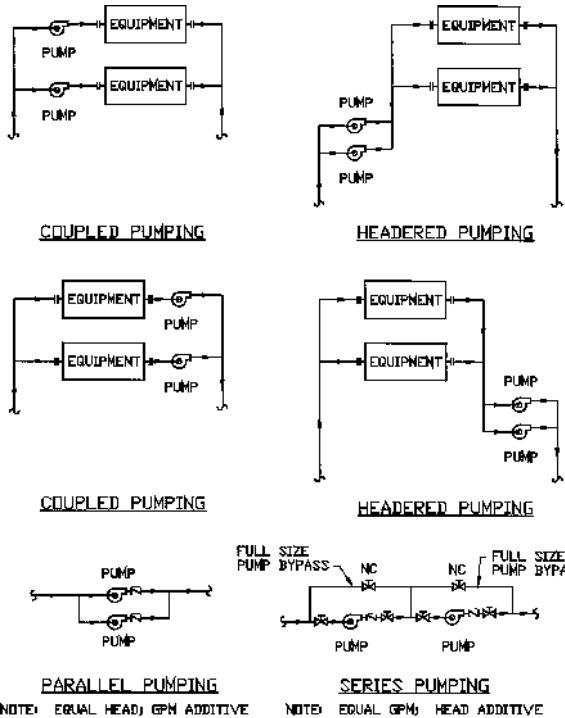 EQUIPMENT
PUMP
EQUIPMENT
PUMP
COUPLED PUMPING
EQUIPMENT
EQUIPMENT
PUMP
PUMP
HEADERED PUMPING
EQUIPMENT
PUMP
EQUIPMENT
PUMP
COUPLED PUMPING
EQUIPMENT
EQUIPMENT
PUMP
PUMP
HEADERED PUMPING
PUMP
PUMP
PARALLEL PUMPING
NOTE: EQUAL HEAD; GPM ADDITIVE
FULL SIZE
PUMP BYPASS
NC
NC
FULL SIZE
PUMP BYPA
PUMP
PUMP
SERIES PUMPING
NOTE: EQUAL GPM; HEAD ADDITIVE